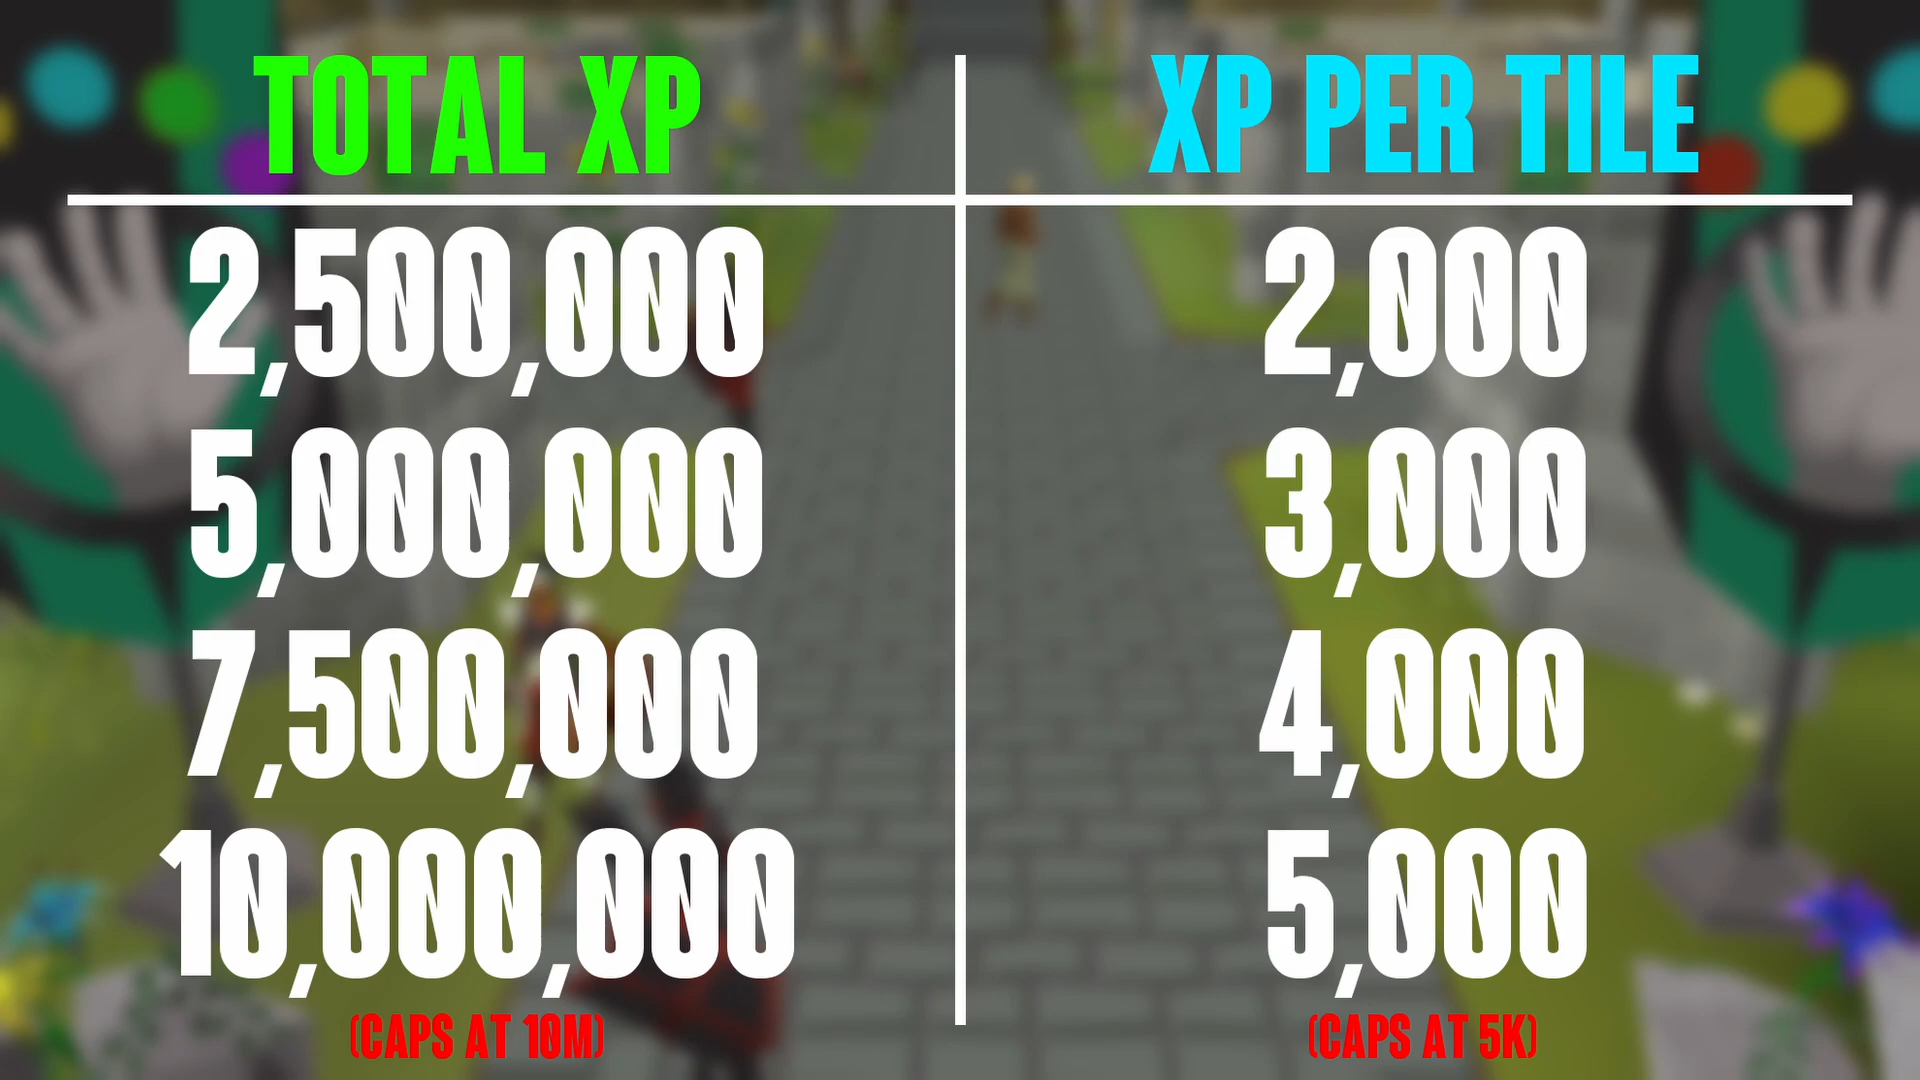 TOTAL XP XP PER TILE
2,500,000 2,000
5,000,000 3,000
7,500,000 4,000
10,000,000 5,000
(CAPS AT 10M) (CAPS AT 5K)